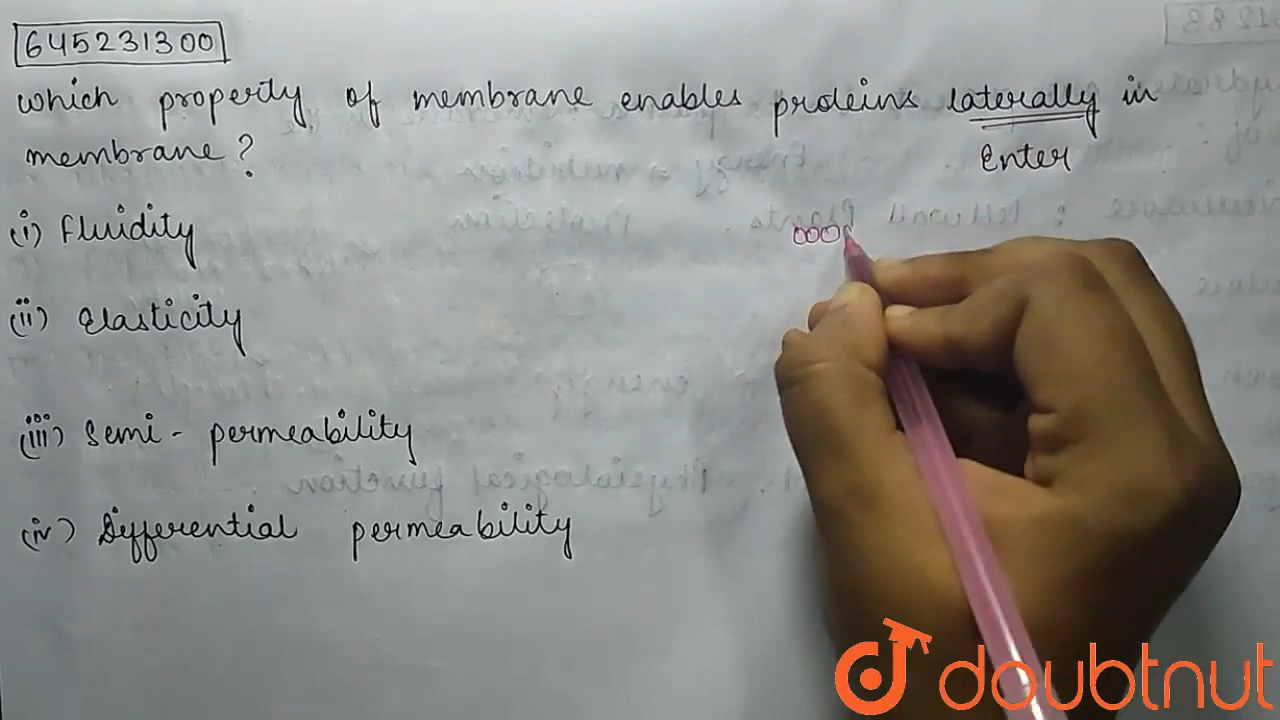 645231300
which property of membrane enables proteins laterally in
Enter
membrane?
(i) Fluidity
(ii) Elasticity
(iii) Semi - permeability
(iv) Differential permeability
doubtnut